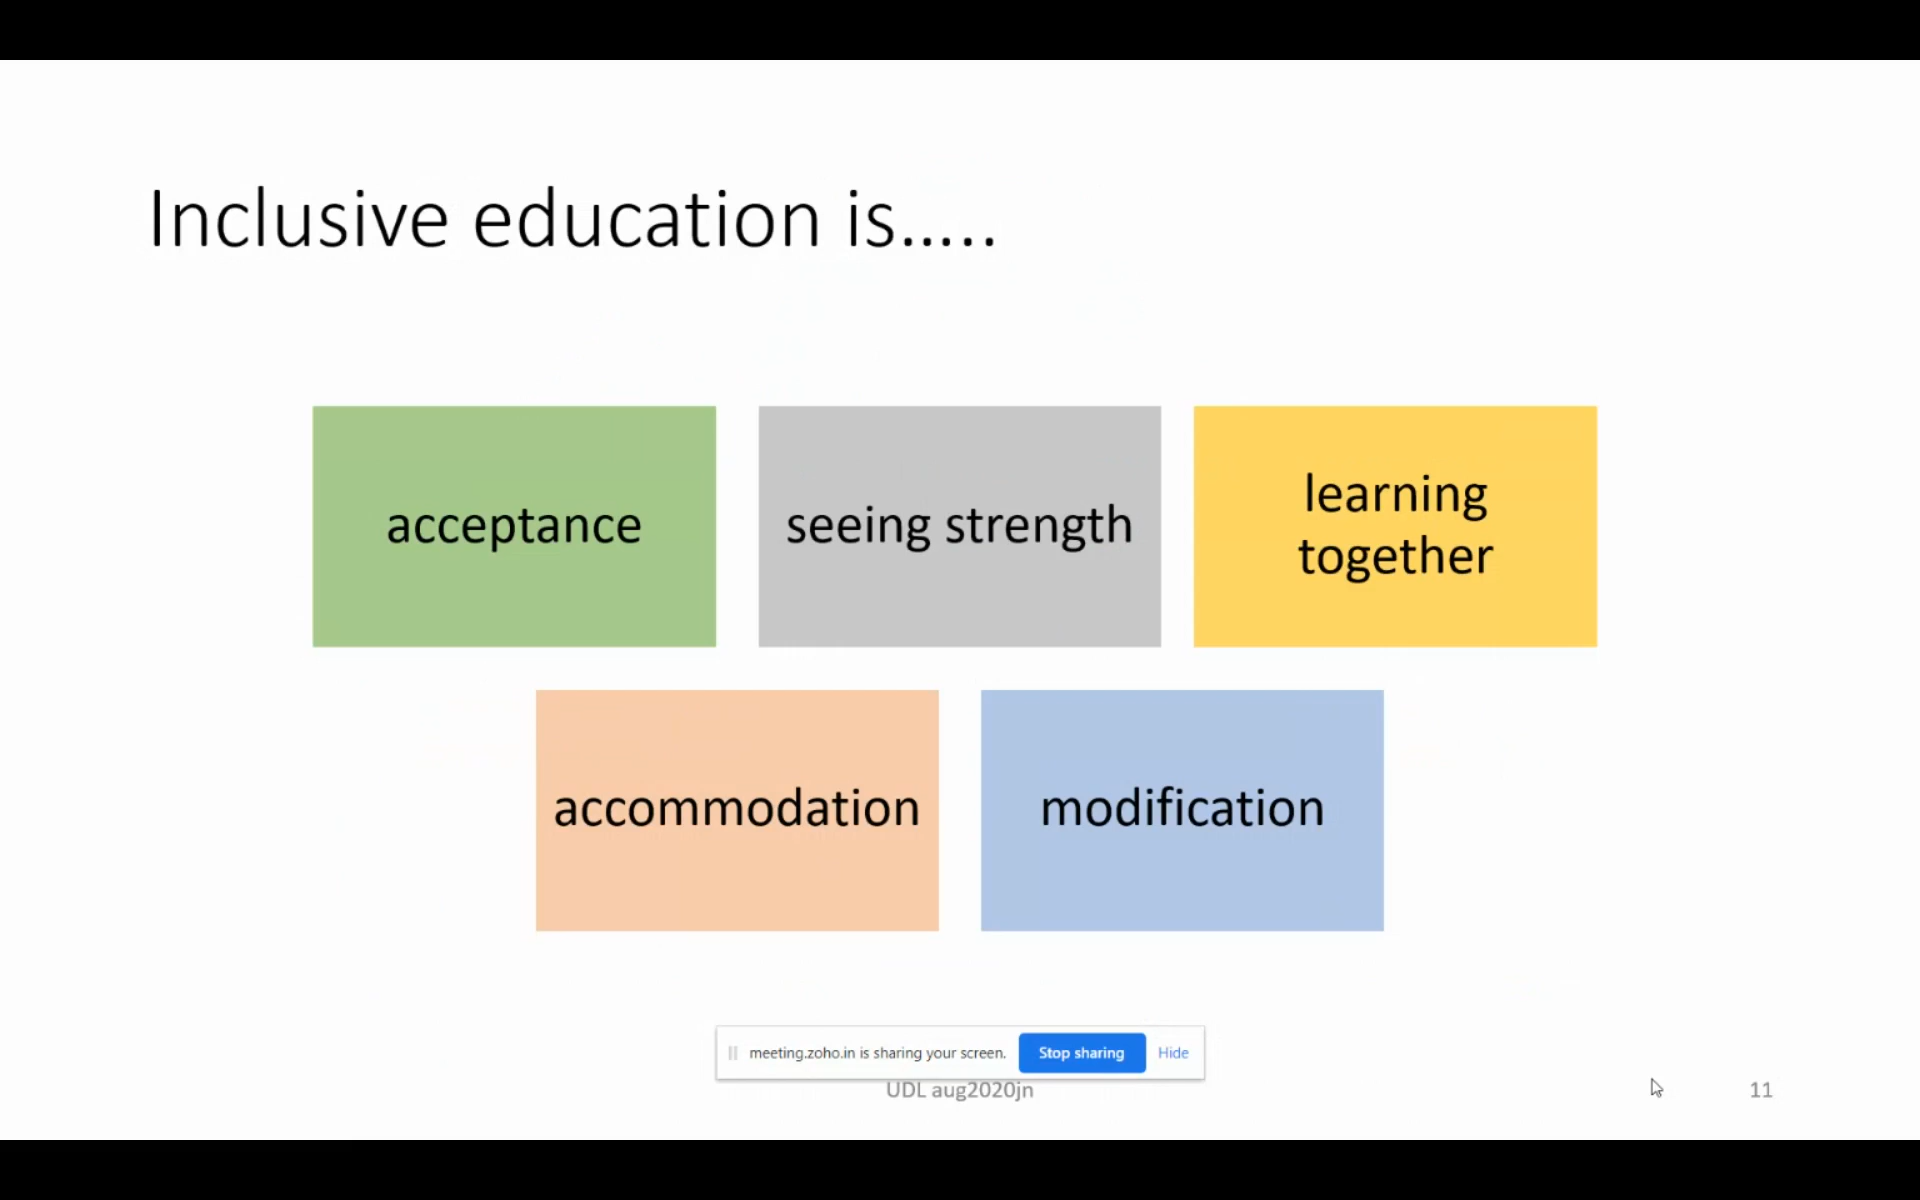 Inclusive education is.....
acceptance
seeing strength
learning
together
accommodation
modification
meeting.zoho.in is sharing your screen. Stop sharing Hide
UDL aug2020jn
11